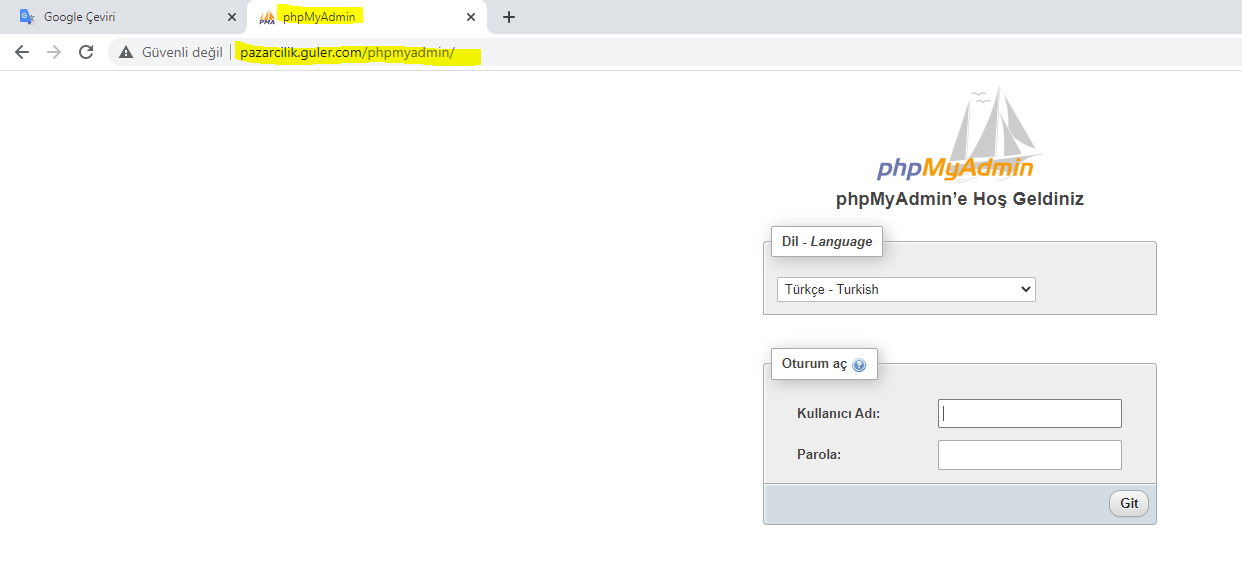 Google Çeviri
PMA phpMyAdmin
Güvenli değil pazarcilik.guler.com/phpmyadmin/
phpMyAdmin
phpMyAdmin’e Hoş Geldiniz
Dil - Language
Türkçe - Turkish
Oturum aç
Kullanıcı Adı:
Parola:
Git